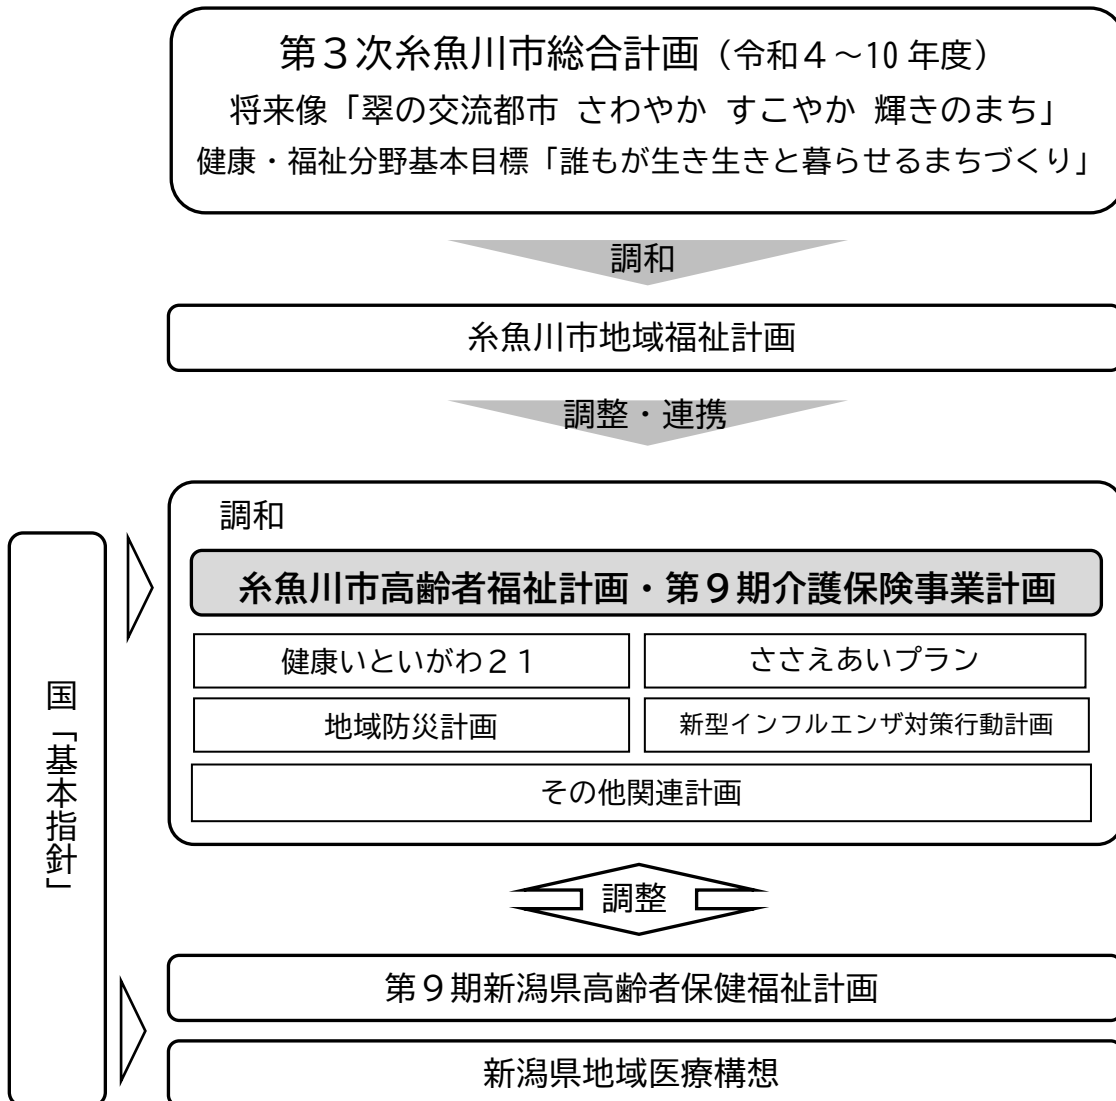 第３次糸魚川市総合計画（令和４～10 年度）
将来像「翠の交流都市 さわやか すこやか 輝きのまち」
健康・福祉分野基本目標「誰もが生き生きと暮らせるまちづくり」
調和
糸魚川市地域福祉計画
調整・連携
調和
糸魚川市高齢者福祉計画・第９期介護保険事業計画
健康いといがわ２１
ささえあいプラン
地域防災計画
新型インフルエンザ対策行動計画
その他関連計画
国「基本指針」
調整
第９期新潟県高齢者保健福祉計画
新潟県地域医療構想